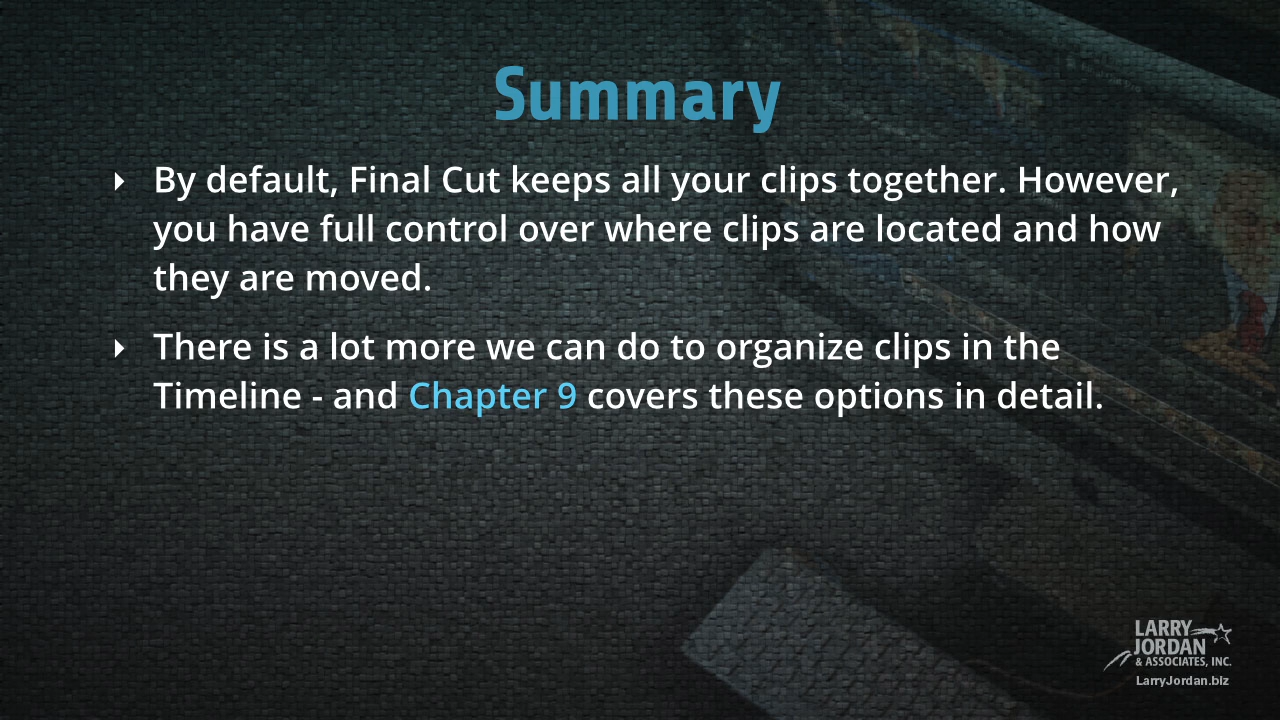 Summary
By default, Final Cut keeps all your clips together. However,
you have full control over where clips are located and how
they are moved.
There is a lot more we can do to organize clips in the
Timeline - and Chapter 9 covers these options in detail.
LARRY
JORDAN
& ASSOCIATES, INC.
LarryJordan.biz